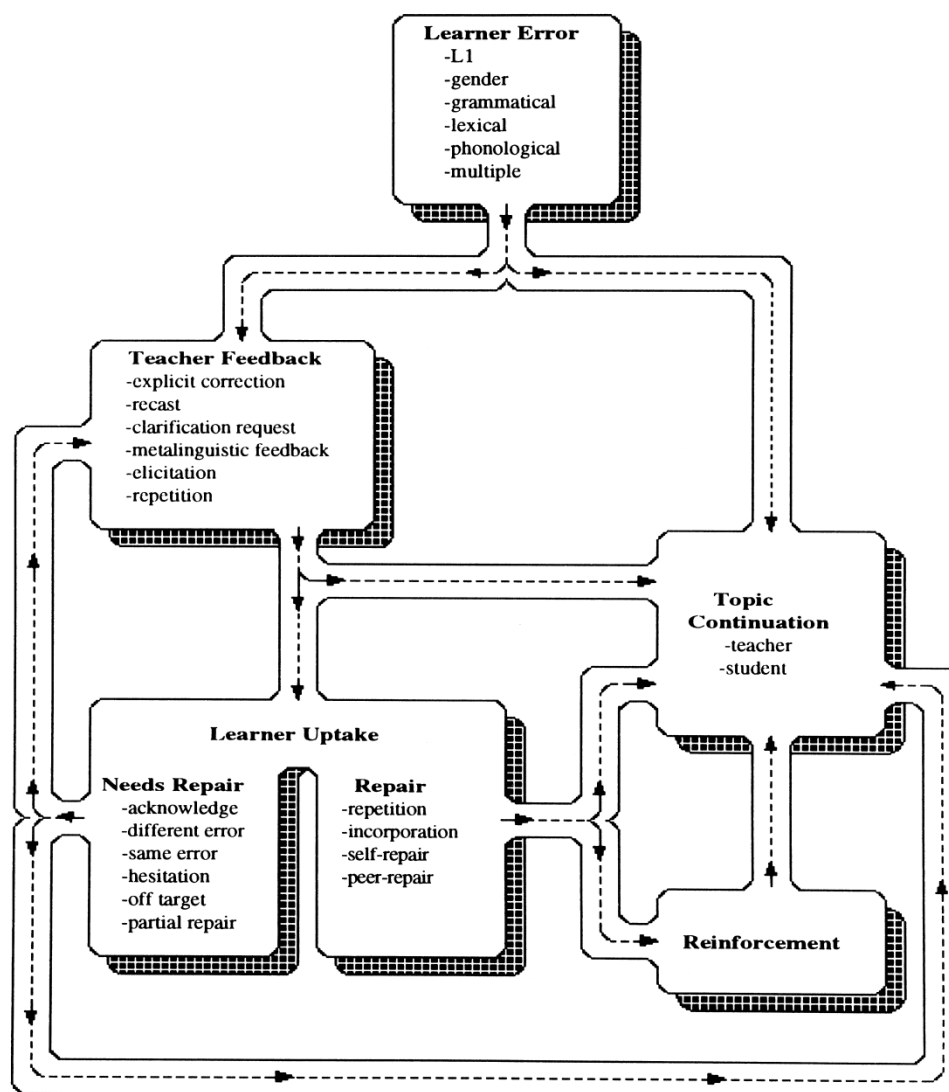 Learner Error
-L1
-gender
-grammatical
-lexical
-phonological
-multiple
Teacher Feedback
-explicit correction
-recast
-clarification request
-metalinguistic feedback
-elicitation
-repetition
Topic
Continuation
-teacher
-student
Learner Uptake
Needs Repair
-acknowledge
-different error
-same error
-hesitation
-off target
-partial repair
Repair
-repetition
-incorporation
-self-repair
-peer-repair
Reinforcement